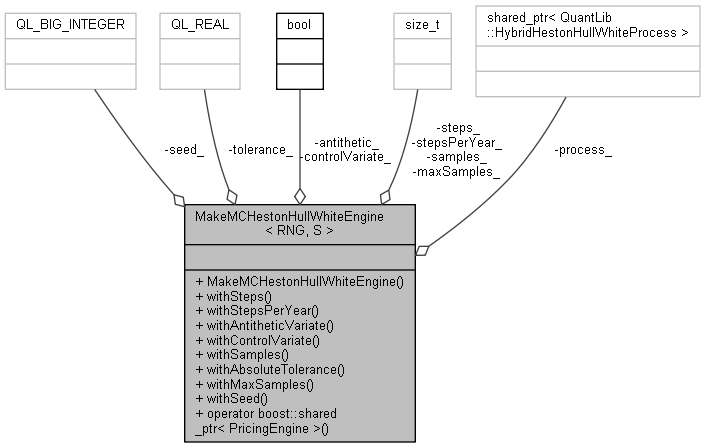 QL_BIG_INTEGER
QL_REAL
bool
size_t
shared_ptr< QuantLib
::HybridHestonHullWhiteProcess >
-seed_
-tolerance_
-antithetic_
-controlVariate_
-steps_
-stepsPerYear_
-samples_
-maxSamples_
-process_
MakeMCHestonHullWhiteEngine
< RNG, S >
+ MakeMCHestonHullWhiteEngine()
+ withSteps()
+ withStepsPerYear()
+ withAntitheticVariate()
+ withControlVariate()
+ withSamples()
+ withAbsoluteTolerance()
+ withMaxSamples()
+ withSeed()
+ operator boost::shared
_ptr< PricingEngine >()